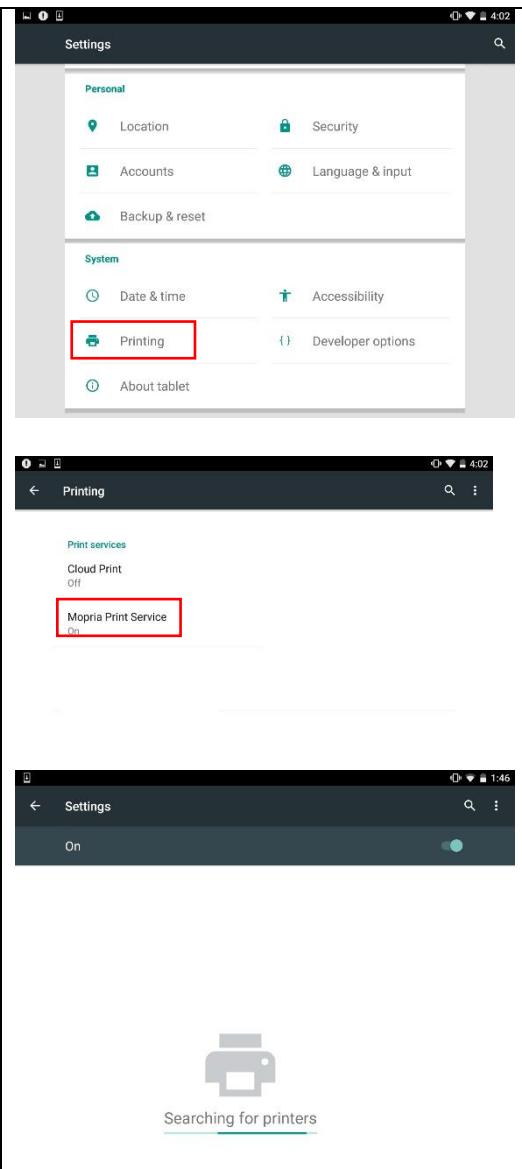 4:02
Settings
Personal
Location Security
Accounts Language & input
Backup & reset
System
Date & time Accessibility
Printing { } Developer options
About tablet
4:02
Printing
Print services
Cloud Print
Off
Mopria Print Service
On
1:46
Settings
On
Searching for printers